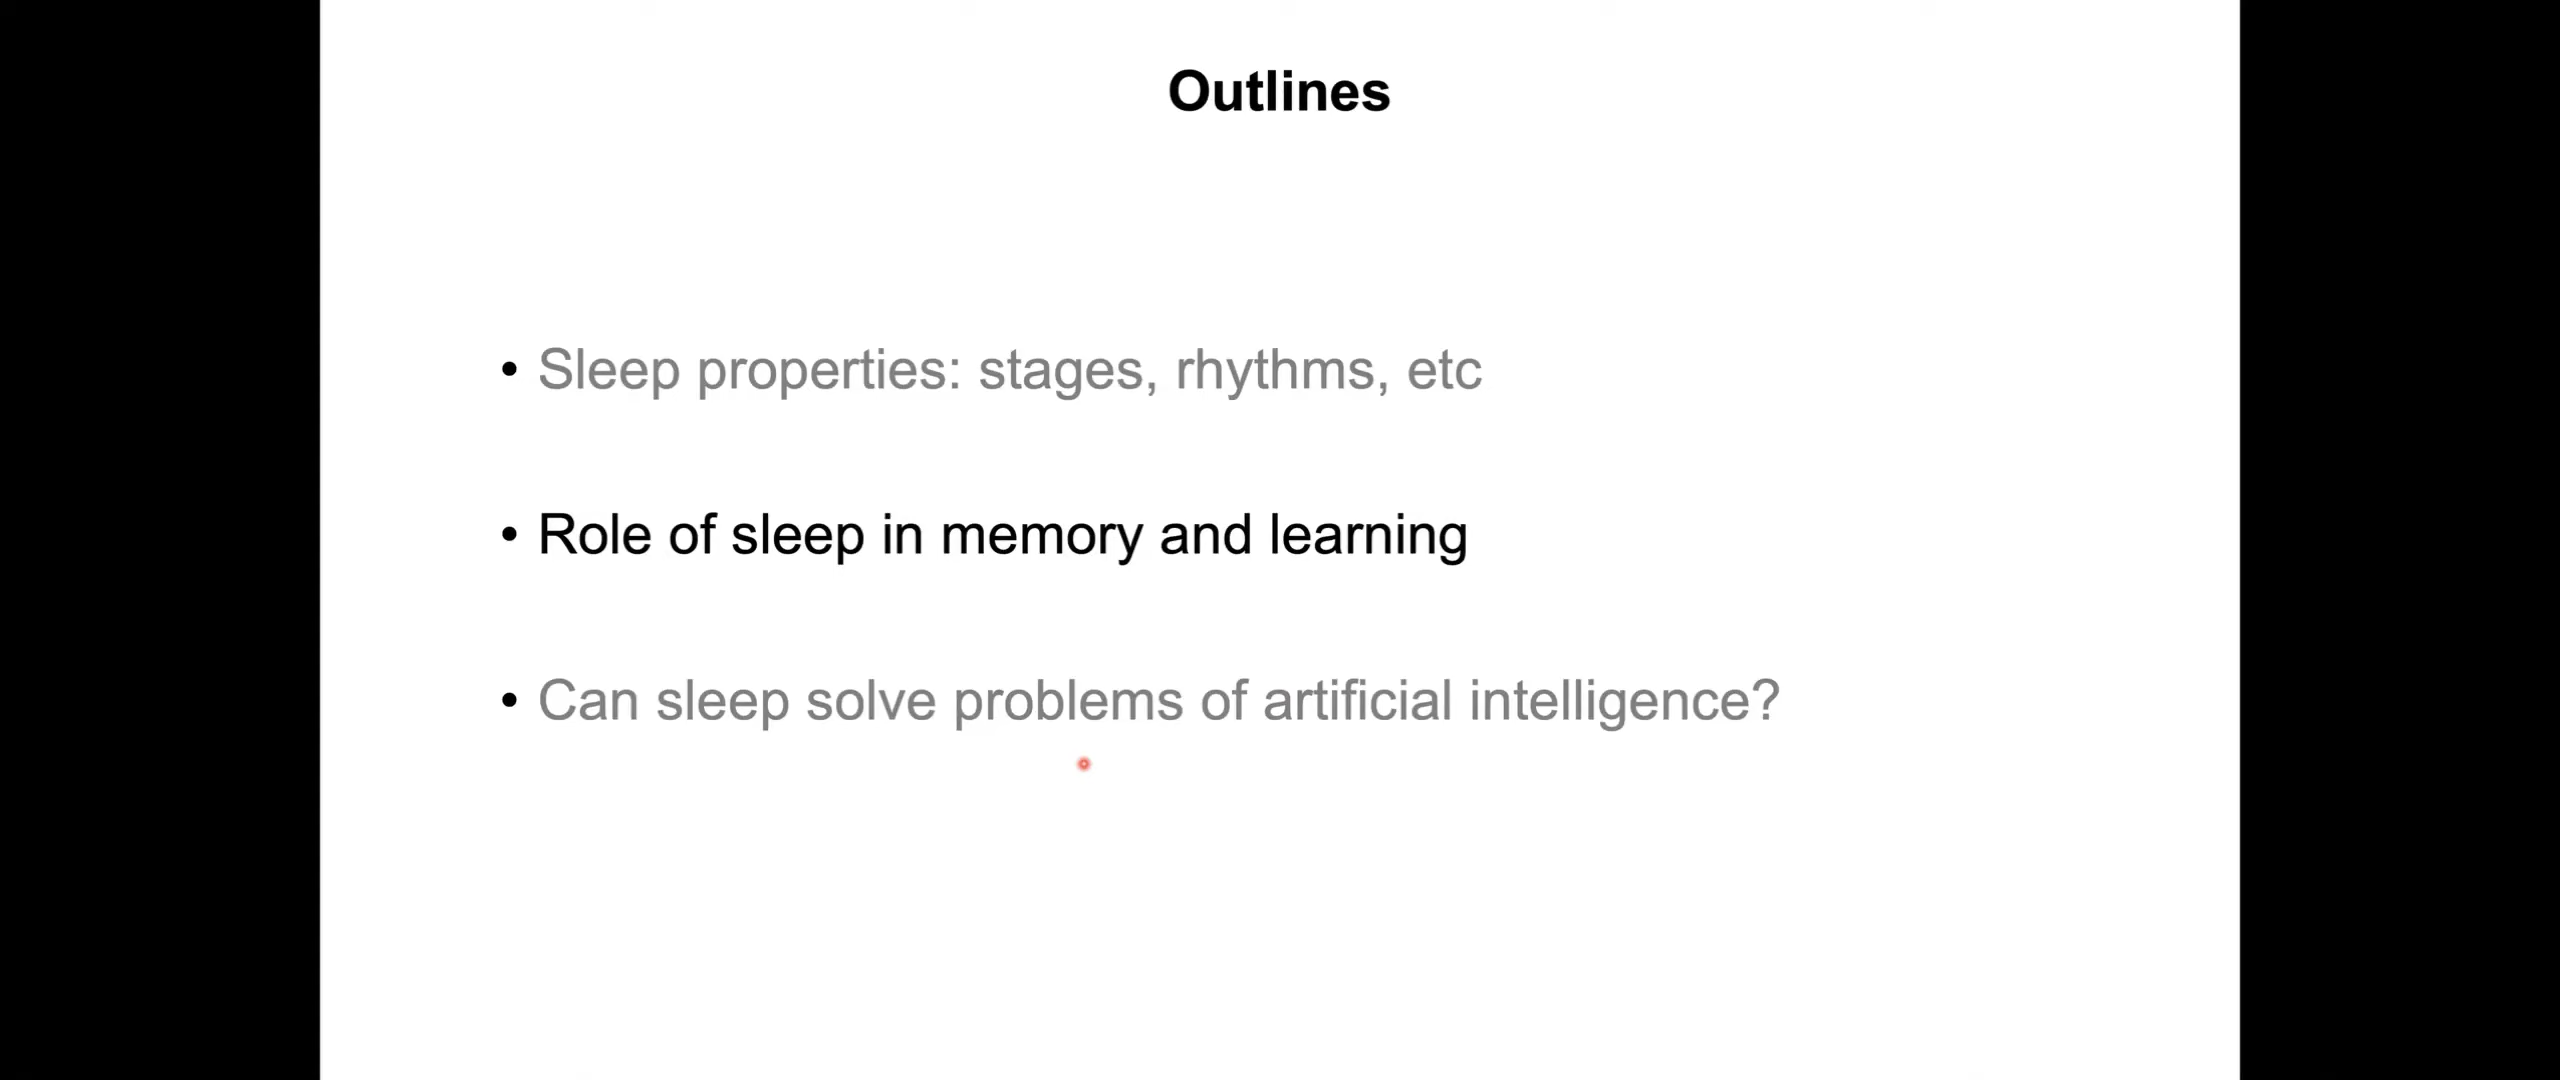 Outlines
• Sleep properties: stages, rhythms, etc
• Role of sleep in memory and learning
• Can sleep solve problems of artificial intelligence?